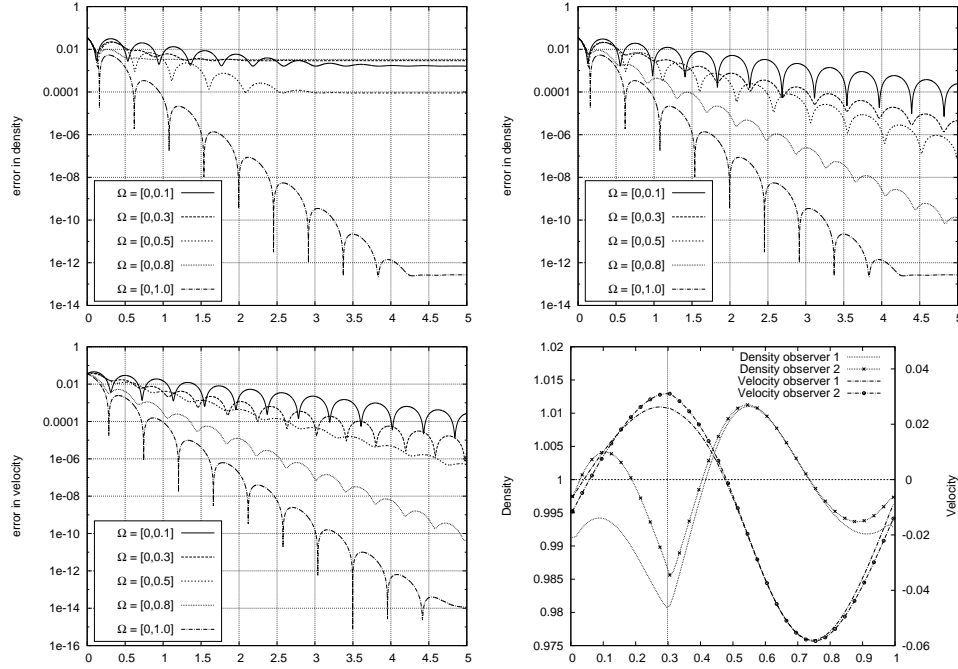 1
0.01
0.0001
1e-06
1e-08
1e-10
1e-12
1e-14
error in density
Ω = [0,0.1]
Ω = [0,0.3]
Ω = [0,0.5]
Ω = [0,0.8]
Ω = [0,1.0]
0 0.5 1 1.5 2 2.5 3 3.5 4 4.5 5
1
0.01
0.0001
1e-06
1e-08
1e-10
1e-12
1e-14
error in density
Ω = [0,0.1]
Ω = [0,0.3]
Ω = [0,0.5]
Ω = [0,0.8]
Ω = [0,1.0]
0 0.5 1 1.5 2 2.5 3 3.5 4 4.5 5
1
0.01
0.0001
1e-06
1e-08
1e-10
1e-12
1e-14
1e-16
error in velocity
Ω = [0,0.1]
Ω = [0,0.3]
Ω = [0,0.5]
Ω = [0,0.8]
Ω = [0,1.0]
0 0.5 1 1.5 2 2.5 3 3.5 4 4.5 5
1.02
1.015
1.01
1.005
1
0.995
0.99
0.985
0.98
0.975
Density
Density observer 1
Density observer 2
Velocity observer 1
Velocity observer 2
0.04
0.02
0
-0.02
-0.04
-0.06
Velocity
0 0.1 0.2 0.3 0.4 0.5 0.6 0.7 0.8 0.9 1